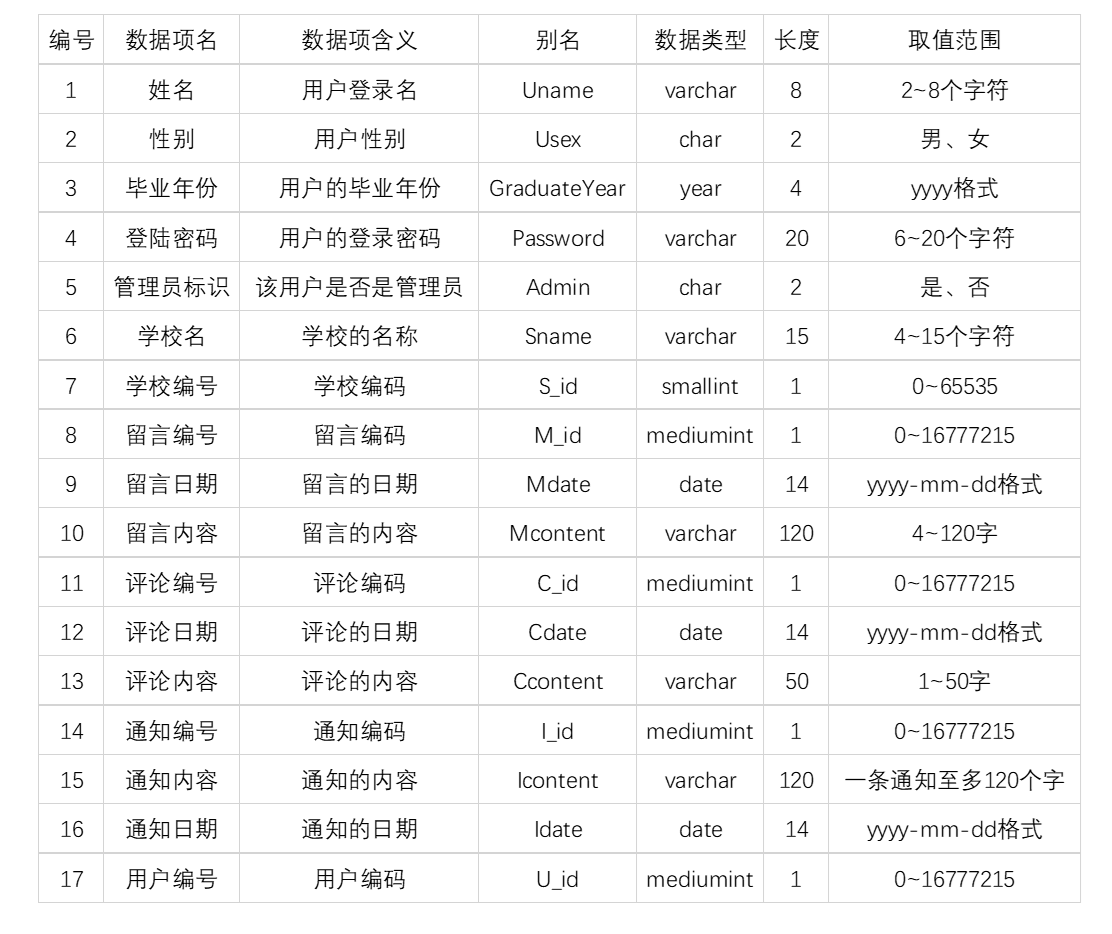 编号 数据项名 数据项含义 别名 数据类型 长度 取值范围
1 姓名 用户登录名 Uname varchar 8 2~8个字符
2 性别 用户性别 Usex char 2 男、女
3 毕业年份 用户的毕业年份 GraduateYear year 4 yyyy格式
4 登陆密码 用户的登录密码 Password varchar 20 6~20个字符
5 管理员标识 该用户是否是管理员 Admin char 2 是、否
6 学校名 学校的名称 Sname varchar 15 4~15个字符
7 学校编号 学校编码 S_id smallint 1 0~65535
8 留言编号 留言编码 M_id mediumint 1 0~16777215
9 留言日期 留言的日期 Mdate date 14 yyyy-mm-dd格式
10 留言内容 留言的内容 Mcontent varchar 120 4~120字
11 评论编号 评论编码 C_id mediumint 1 0~16777215
12 评论日期 评论的日期 Cdate date 14 yyyy-mm-dd格式
13 评论内容 评论的内容 Ccontent varchar 50 1~50字
14 通知编号 通知编码 I_id mediumint 1 0~16777215
15 通知内容 通知的内容 Icontent varchar 120 一条通知至多120个字
16 通知日期 通知的日期 Idate date 14 yyyy-mm-dd格式
17 用户编号 用户编码 U_id mediumint 1 0~16777215